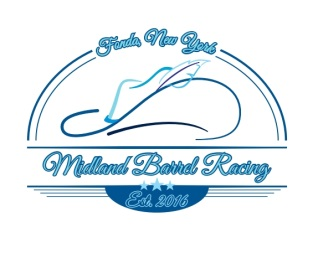 Fonda, New York
Midland Barrel Racing
Est. 2016